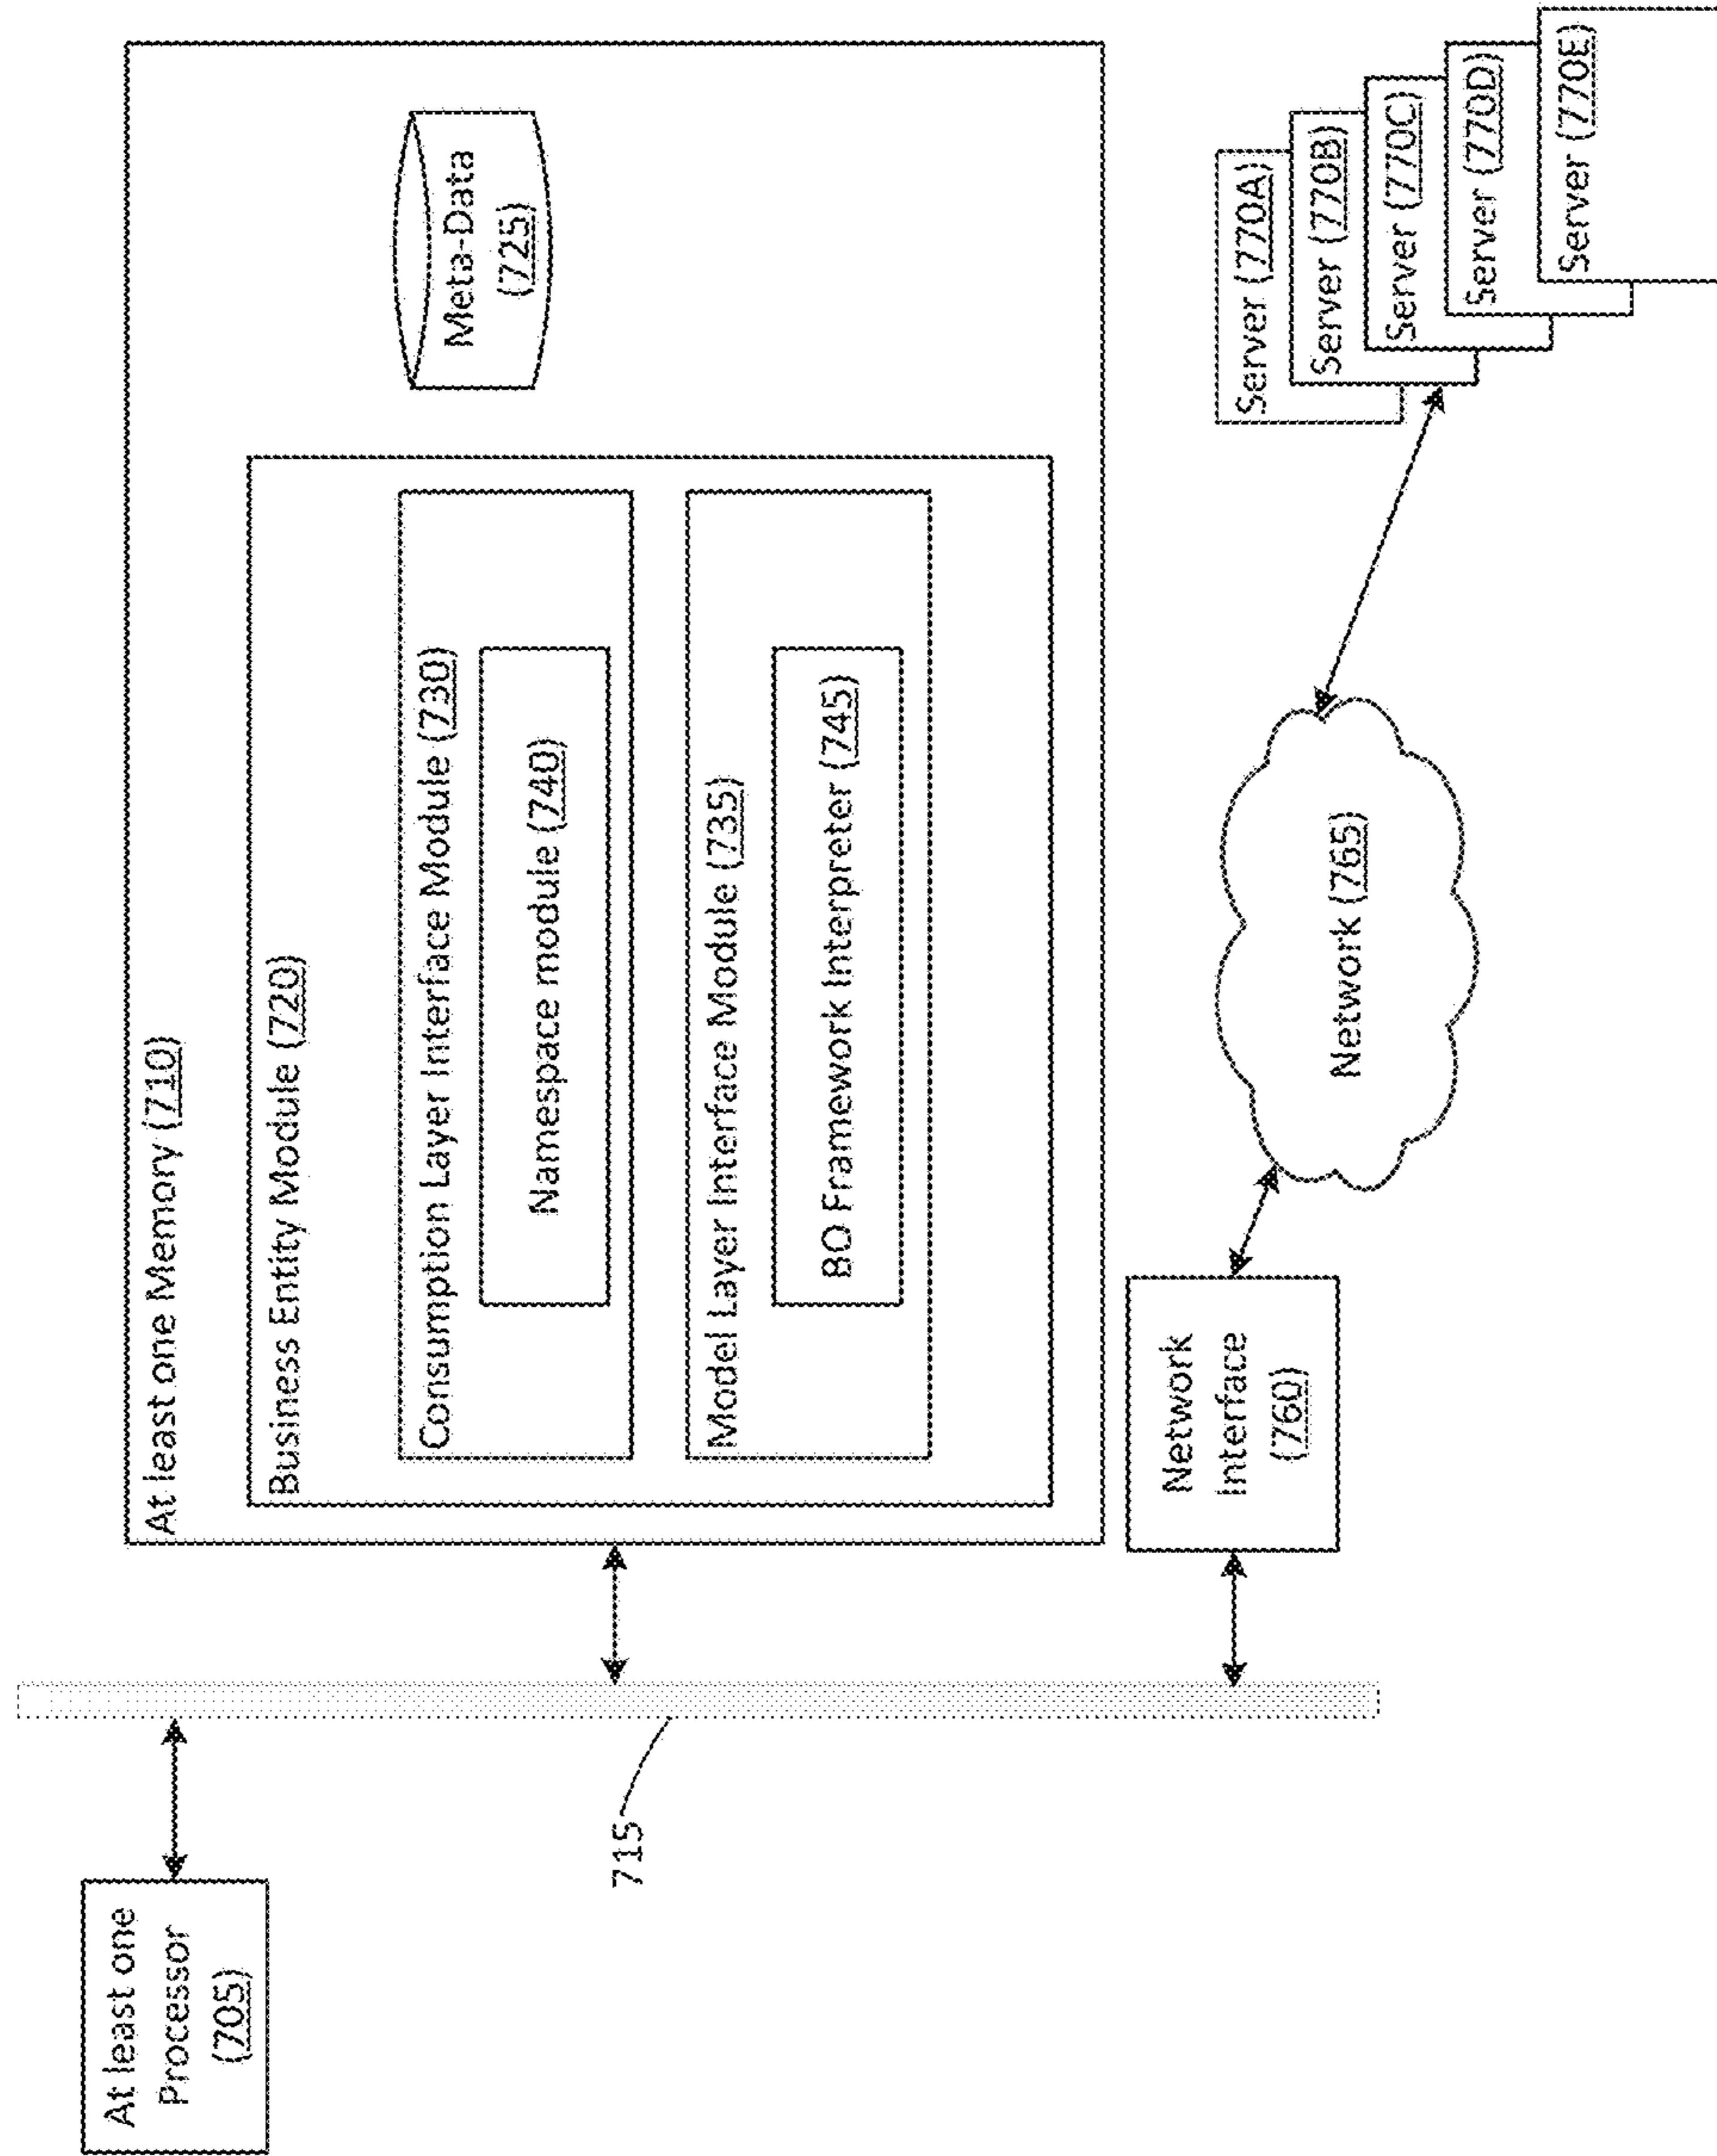 At least one
Processor
(705)
715
At least one Memory (710)
Business Entity Module (720)
Consumption Layer Interface Module (730)
Namespace module (740)
Model Layer Interface Module (735)
BO Framework Interpreter (745)
Meta-Data
(725)
Network
Interface
(760)
Network (765)
Server (770A)
Server (770B)
Server (770C)
Server (770D)
Server (770E)